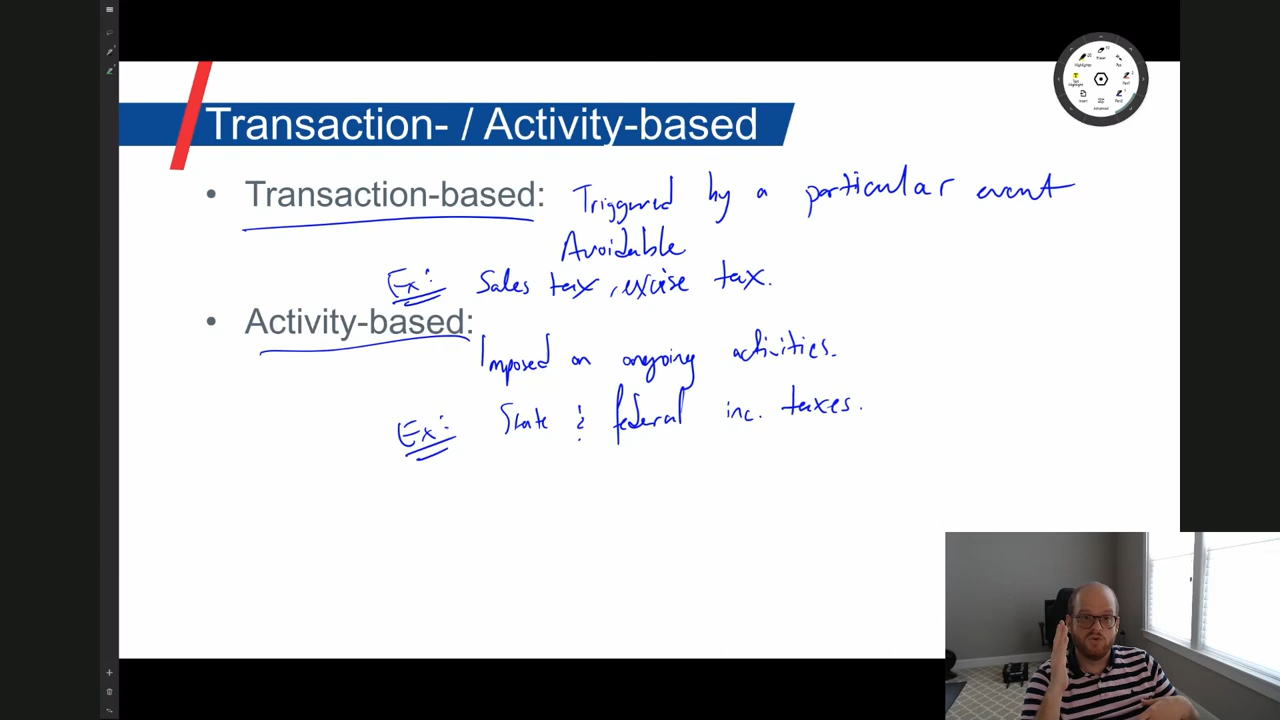 Transaction- / Activity-based
• Transaction-based: Triggered by a particular event
Avoidable
Ex: Sales tax, excise tax.
• Activity-based:
Imposed on ongoing activities.
Ex: State & federal inc. taxes.